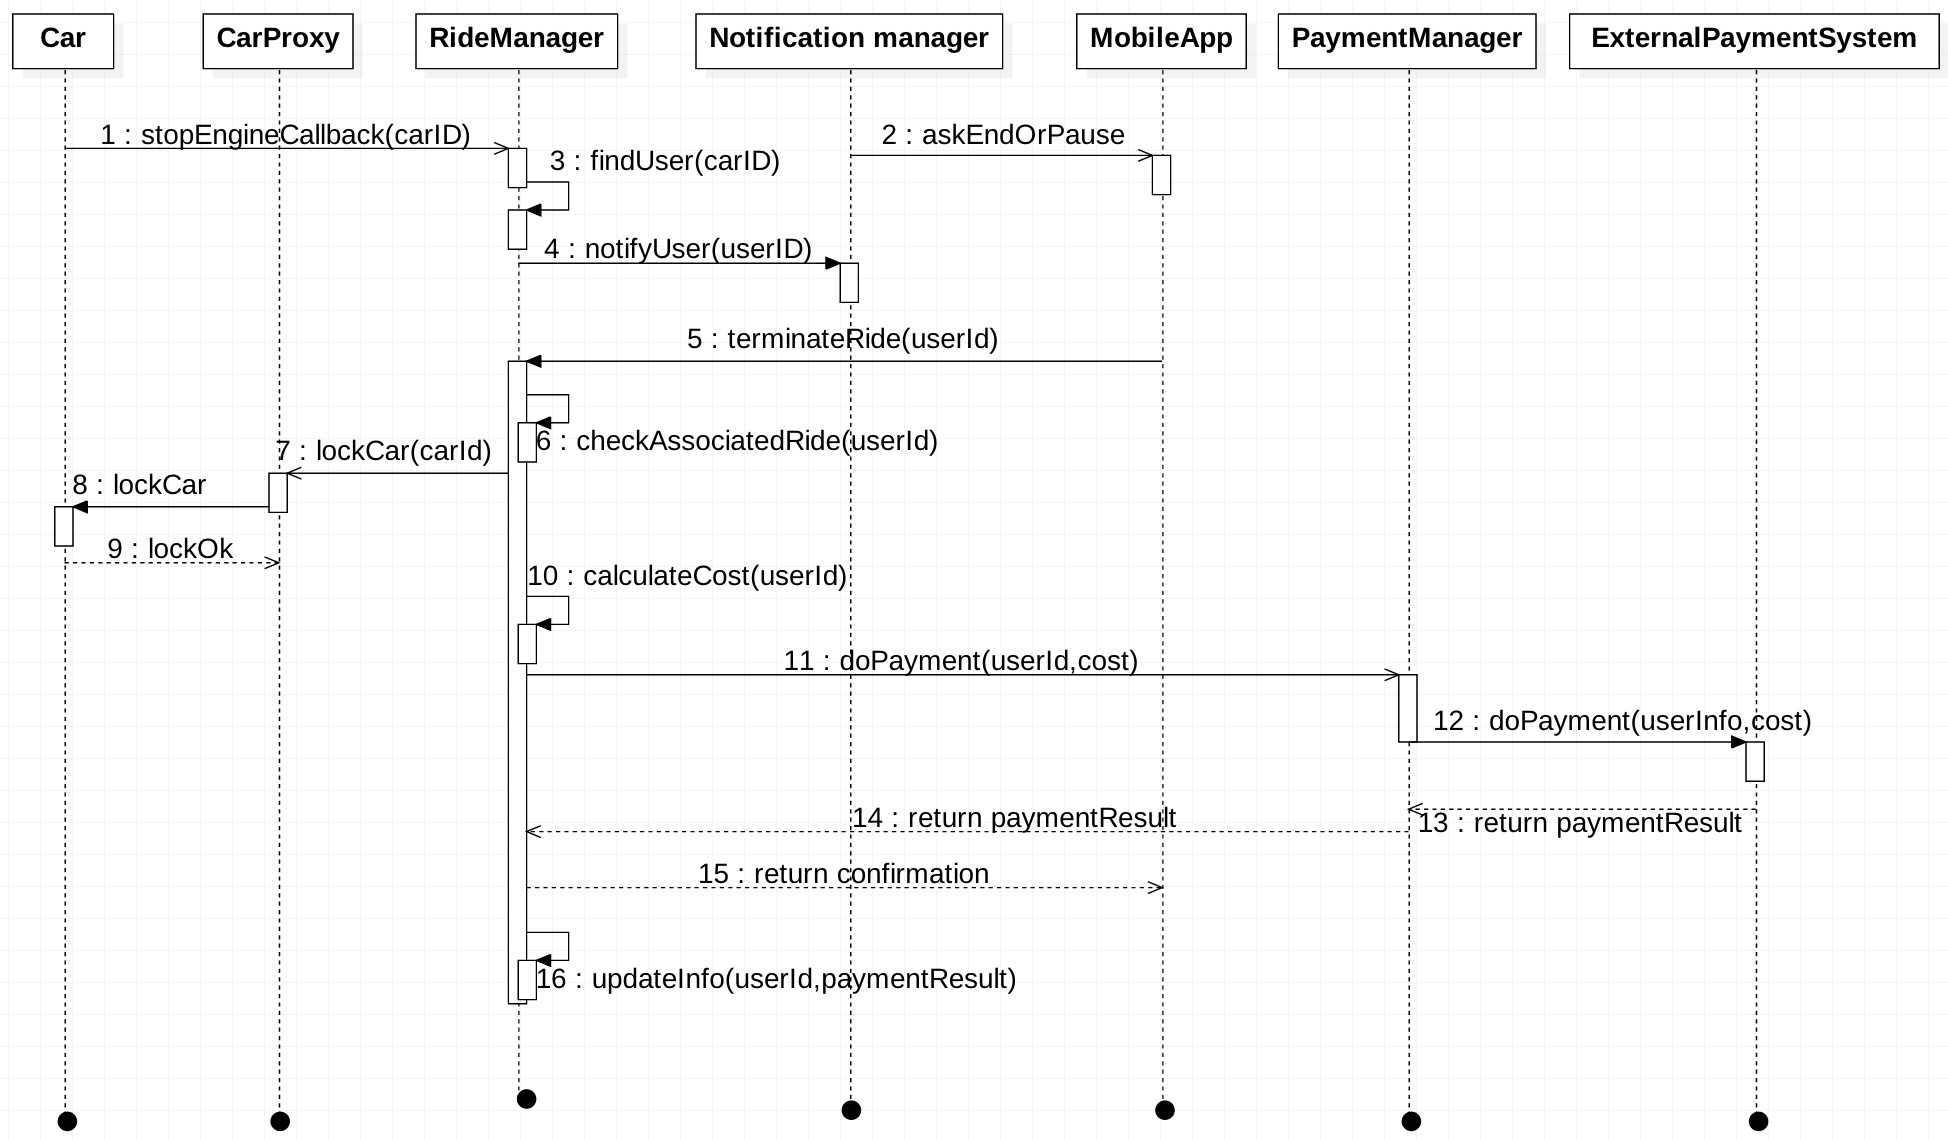 Car
CarProxy
RideManager
Notification manager
MobileApp
PaymentManager
ExternalPaymentSystem
1 : stopEngineCallback(carID)
2 : askEndOrPause
3 : findUser(carID)
4 : notifyUser(userID)
5 : terminateRide(userId)
6 : checkAssociatedRide(userId)
7 : lockCar(carId)
8 : lockCar
9 : lockOk
10 : calculateCost(userId)
11 : doPayment(userId,cost)
12 : doPayment(userInfo,cost)
13 : return paymentResult
14 : return paymentResult
15 : return confirmation
16 : updateInfo(userId,paymentResult)